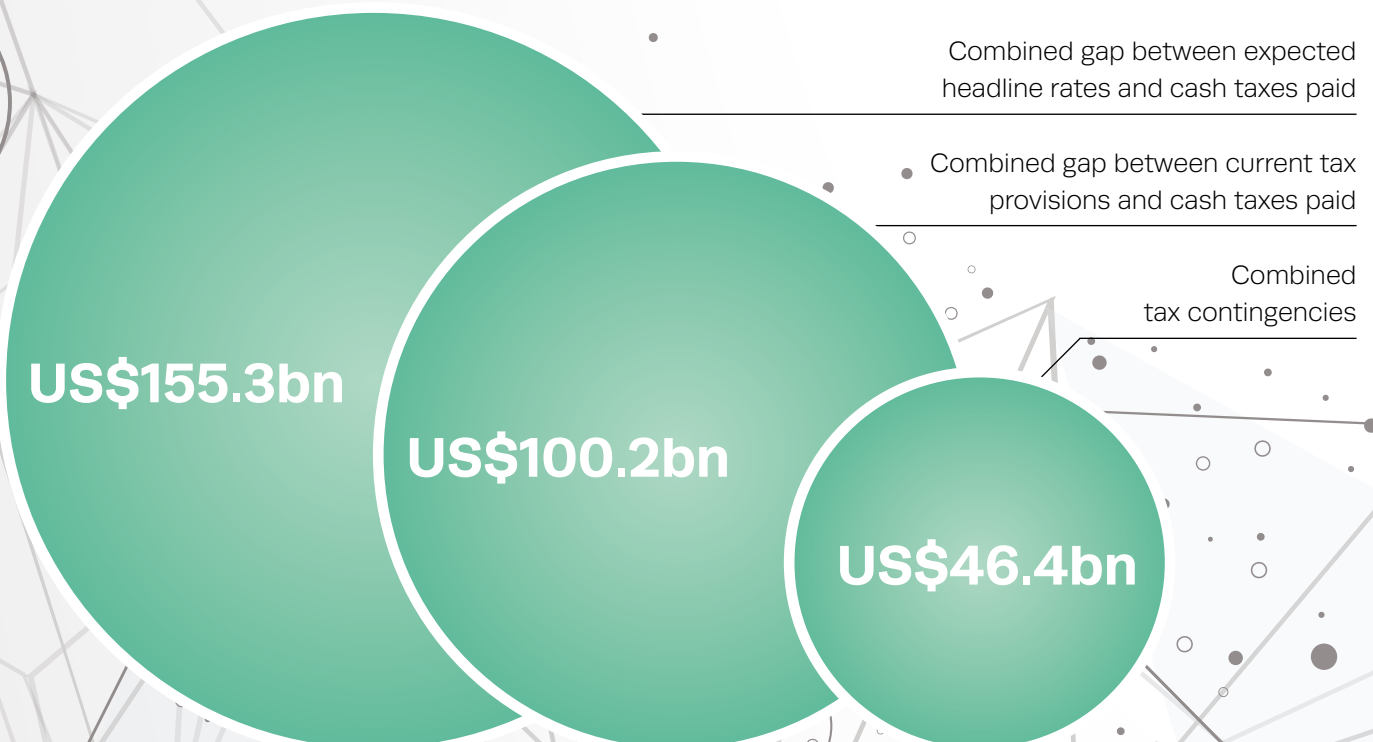 Combined gap between expected
headline rates and cash taxes paid
Combined gap between current tax
provisions and cash taxes paid
Combined
tax contingencies
US$155.3bn
US$100.2bn
US$46.4bn